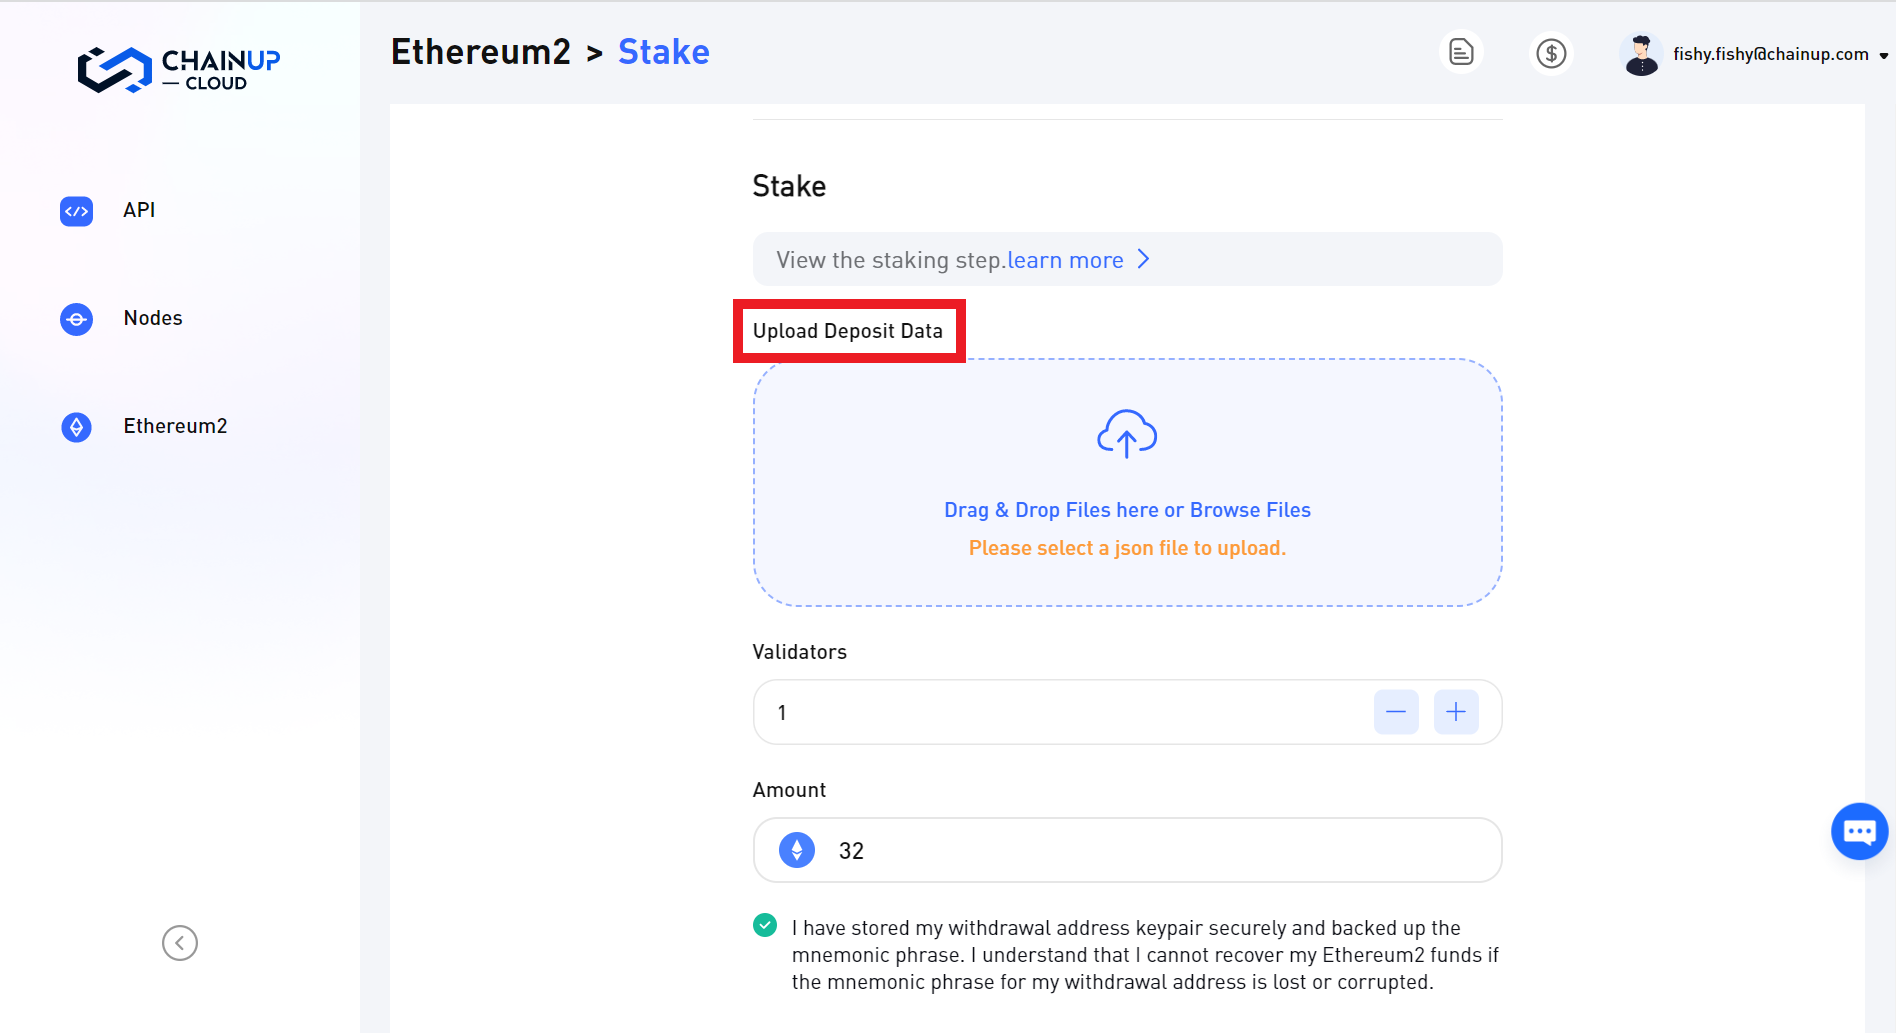 CHAINUP
CLOUD
Ethereum2 > Stake
fishy.fishy@chainup.com
API
Nodes
Ethereum2
Stake
View the staking step.learn more
Upload Deposit Data
Drag & Drop Files here or Browse Files
Please select a json file to upload.
Validators
1
Amount
32
I have stored my withdrawal address keypair securely and backed up the
mnemonic phrase. I understand that I cannot recover my Ethereum2 funds if
the mnemonic phrase for my withdrawal address is lost or corrupted.